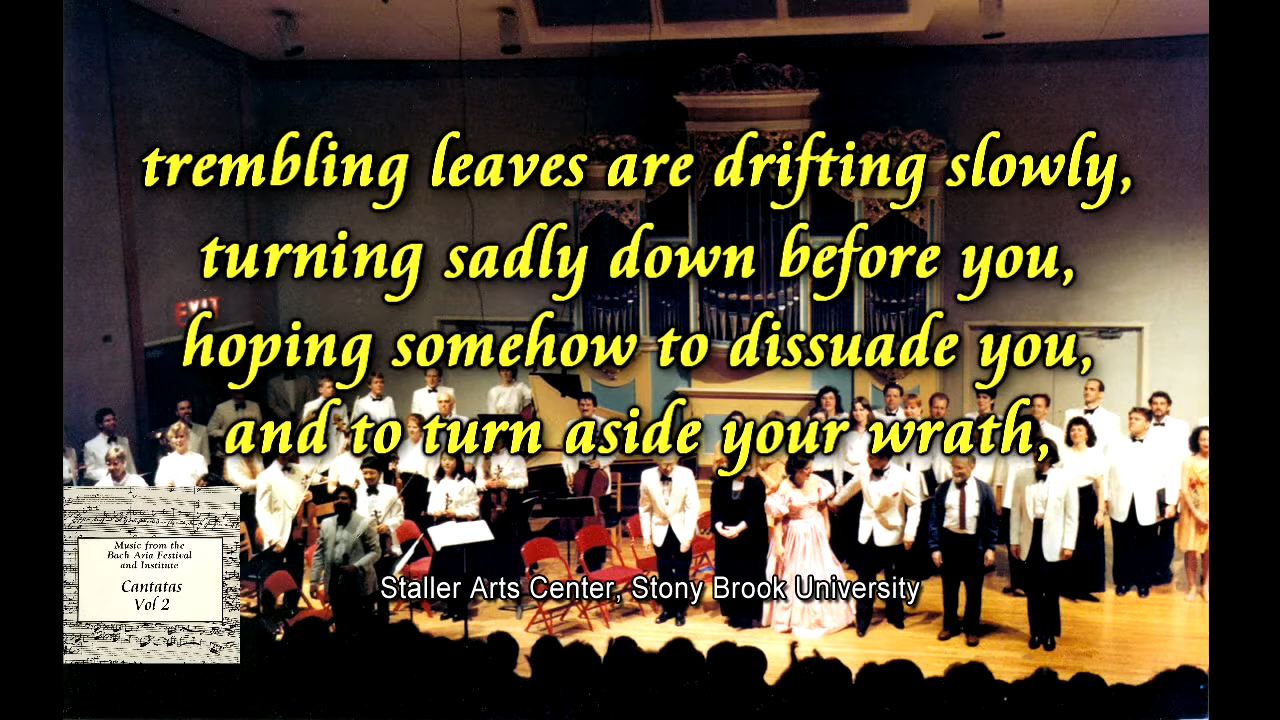 trembling leaves are drifting slowly,
turning sadly down before you,
hoping somehow to dissuade you,
and to turn aside your wrath,
EXIT
Music from the
Bach Aria Festival
and Institute
Cantatas
Vol 2
Staller Arts Center, Stony Brook University